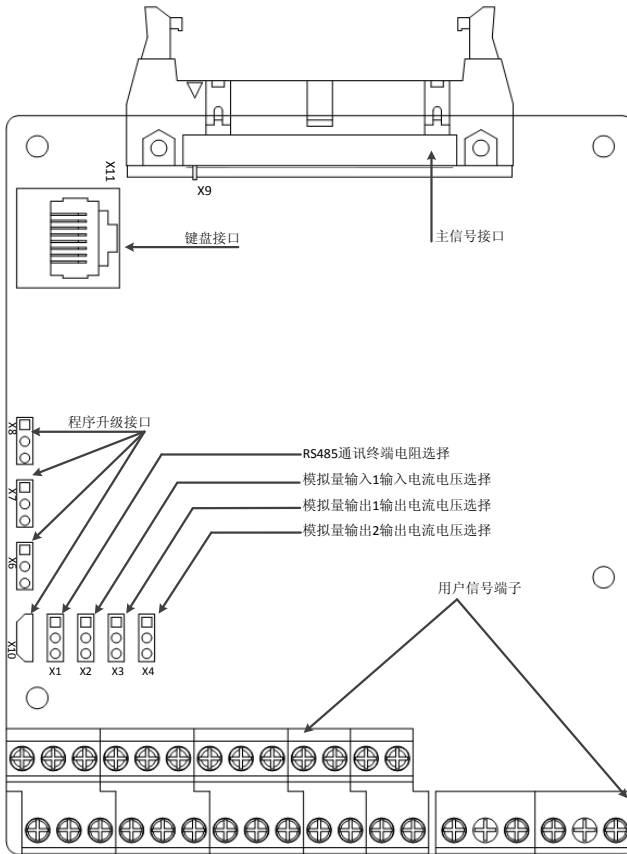 X11
X9
键盘接口
主信号接口
X8
程序升级接口
RS485通讯终端电阻选择
模拟量输入1输入电流电压选择
X7
模拟量输出1输出电流电压选择
模拟量输出2输出电流电压选择
X6
用户信号端子
X10
X1
X2
X3
X4